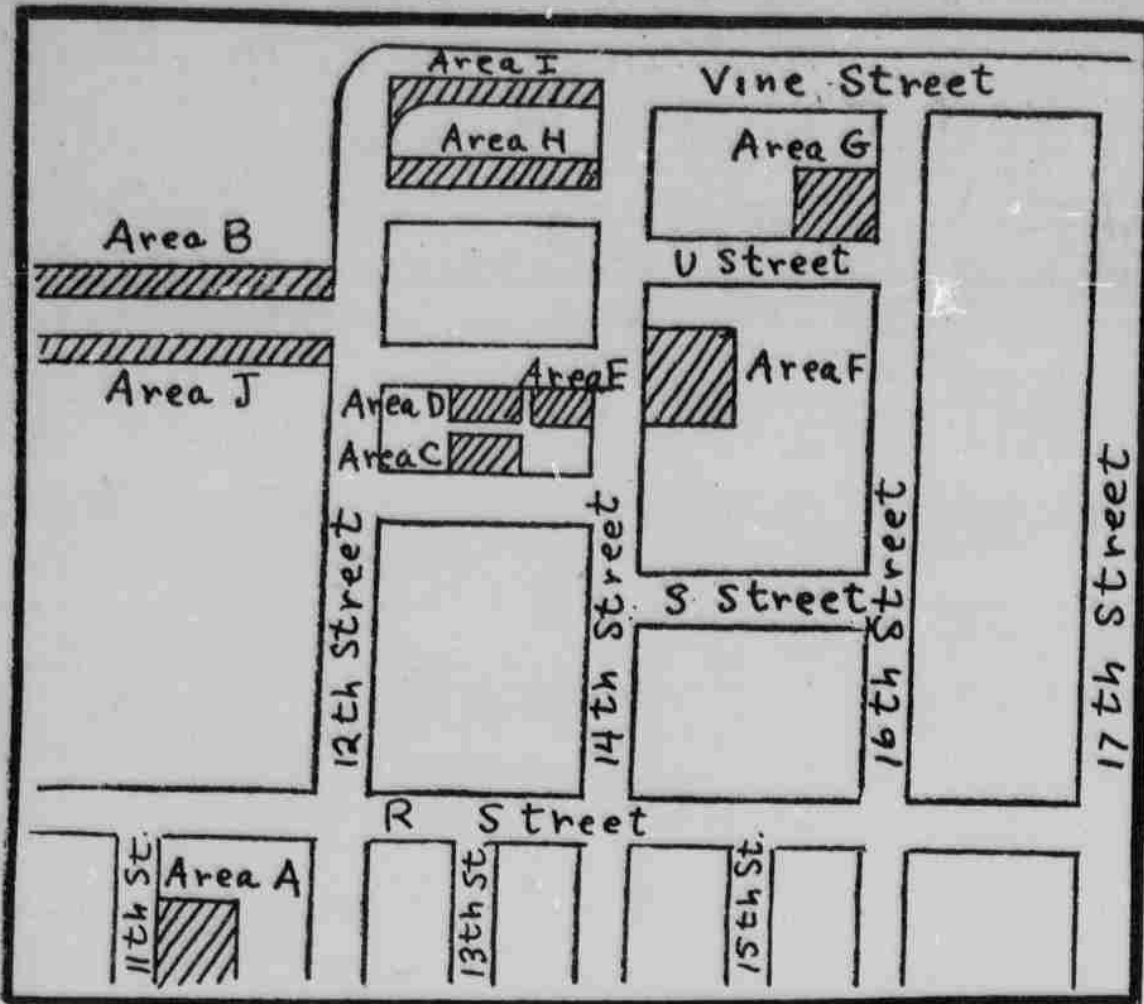 Area I
Vine Street
Area H
Area G
Area B
U Street
Area J
Area E
Area F
Area D
Area C
12th Street
14th Street
S Street
16th Street
17th Street
R Street
11th St.
Area A
13th St.
15th St.